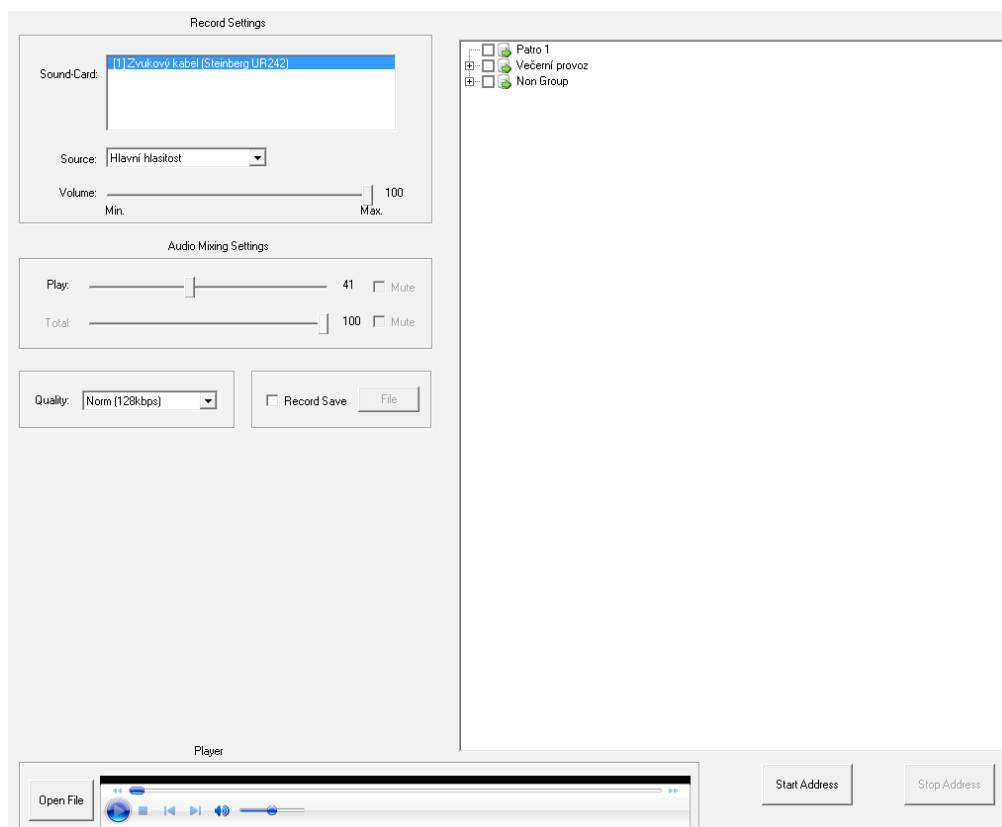 Record Settings
Sound-Card:
[1] Zvukový kabel (Steinberg UR242)
Source:
Hlavní hlasitost
Volume:
100
Min.
Max.
Audio Mixing Settings
Play:
41
Mute
Total:
100
Mute
Quality:
Norm (128kbps)
Record Save
File
Patro 1
Večerní provoz
Non Group
Player
Open File
Start Address
Stop Address